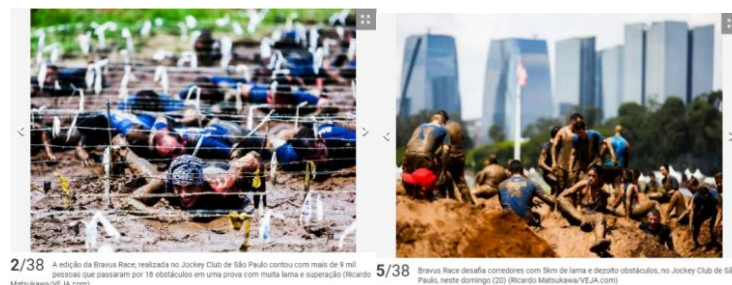 2/38 A edição da Bravus Race, realizada no Jockey Club de São Paulo contou com mais de 9 mil
pessoas que passaram por 18 obstáculos em uma prova com muita lama e superação (Ricardo
Matsukawa/VEJA.com)
5/38 Bravus Race desafia corredores com 5km de lama e dezoito obstáculos, no Jockey Club de
Paulo, neste domingo (20) (Ricardo Matsukawa/VEJA.com)